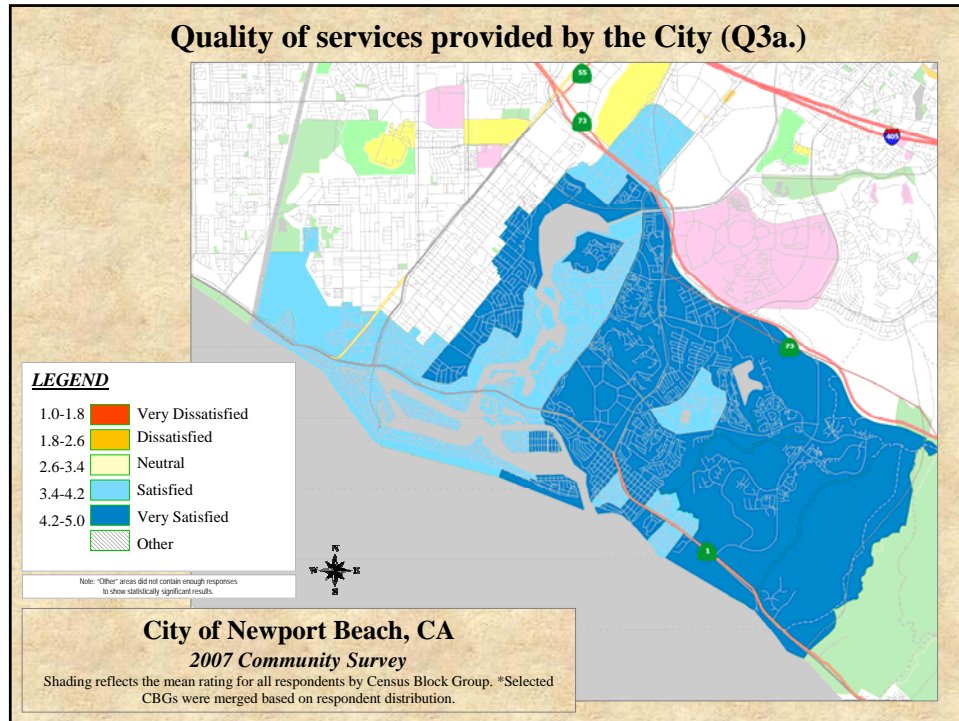 Quality of services provided by the City (Q3a.)
55
73
405
73
1
LEGEND
1.0-1.8 Very Dissatisfied
1.8-2.6 Dissatisfied
2.6-3.4 Neutral
3.4-4.2 Satisfied
4.2-5.0 Very Satisfied
Other
N
W E
S
Note: "Other" areas did not contain enough responses
to show statistically significant results.
City of Newport Beach, CA
2007 Community Survey
Shading reflects the mean rating for all respondents by Census Block Group. *Selected
CBGs were merged based on respondent distribution.